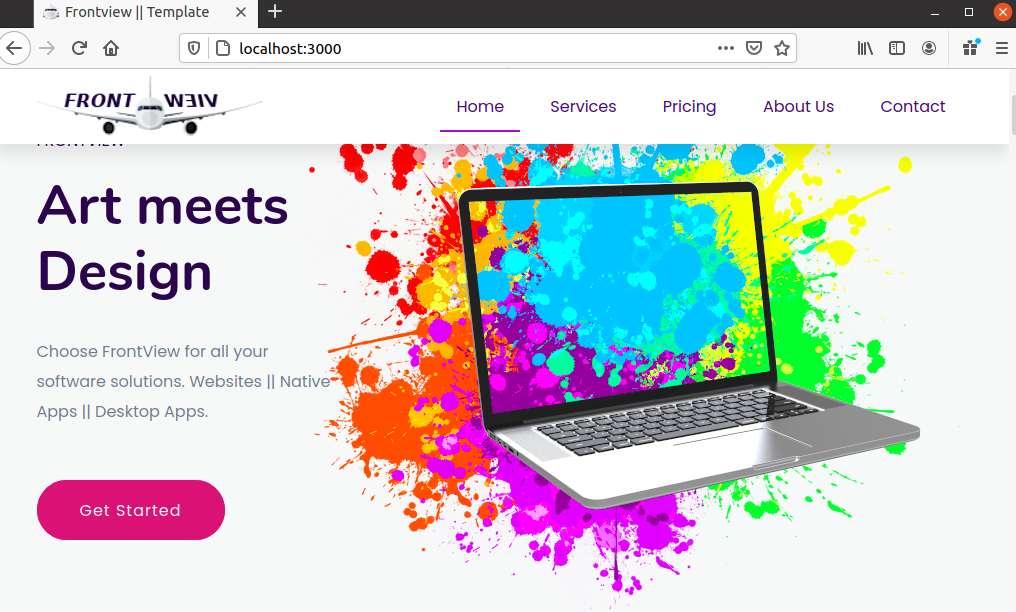 Frontview || Template
localhost:3000
FRONT VIEW
Home
Services
Pricing
About Us
Contact
FRONTVIEW
Art meets
Design
Choose FrontView for all your
software solutions. Websites || Native
Apps || Desktop Apps.
Get Started